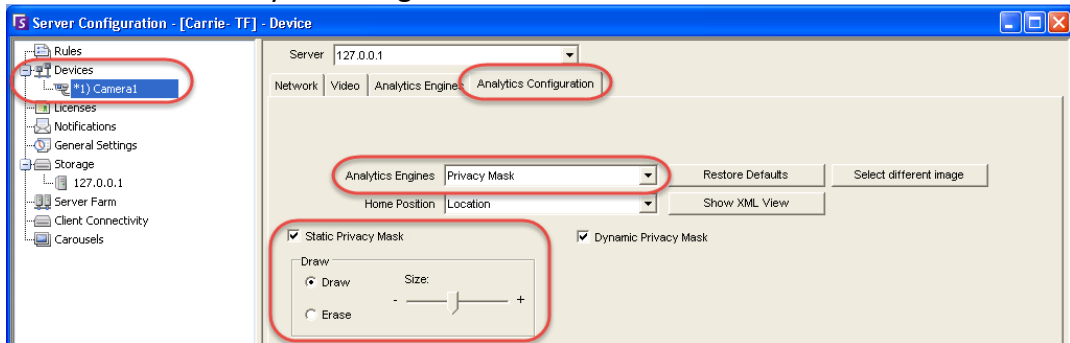 Server Configuration - [Carrie- TF] - Device
Rules
Devices
*1) Camera1
Licenses
Notifications
General Settings
Storage
127.0.0.1
Server Farm
Client Connectivity
Carousels
Server 127.0.0.1
Network Video Analytics Engines Analytics Configuration
Analytics Engines Privacy Mask Restore Defaults Select different image
Home Position Location Show XML View
Static Privacy Mask Dynamic Privacy Mask
Draw
Draw Size:
- +
Erase